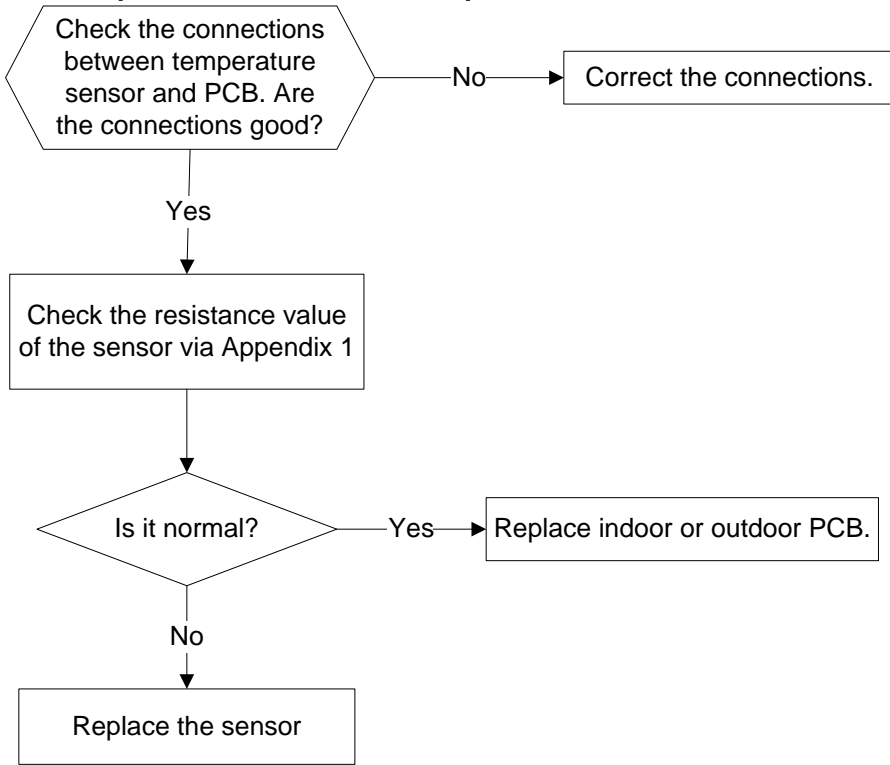 Check the connections
between temperature
sensor and PCB. Are
the connections good?
No
Correct the connections.
Yes
Check the resistance value
of the sensor via Appendix 1
Is it normal?
Yes
Replace indoor or outdoor PCB.
No
Replace the sensor